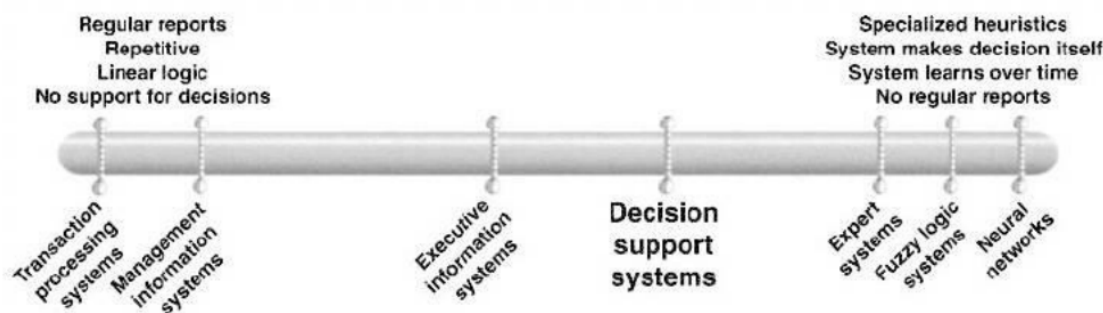 Regular reports
Repetitive
Linear logic
No support for decisions
Specialized heuristics
System makes decision itself
System learns over time
No regular reports
Transaction
processing
systems
Management
information
systems
Executive
information
systems
Decision
support
systems
Expert
systems
Fuzzy logic
systems
Neural
networks